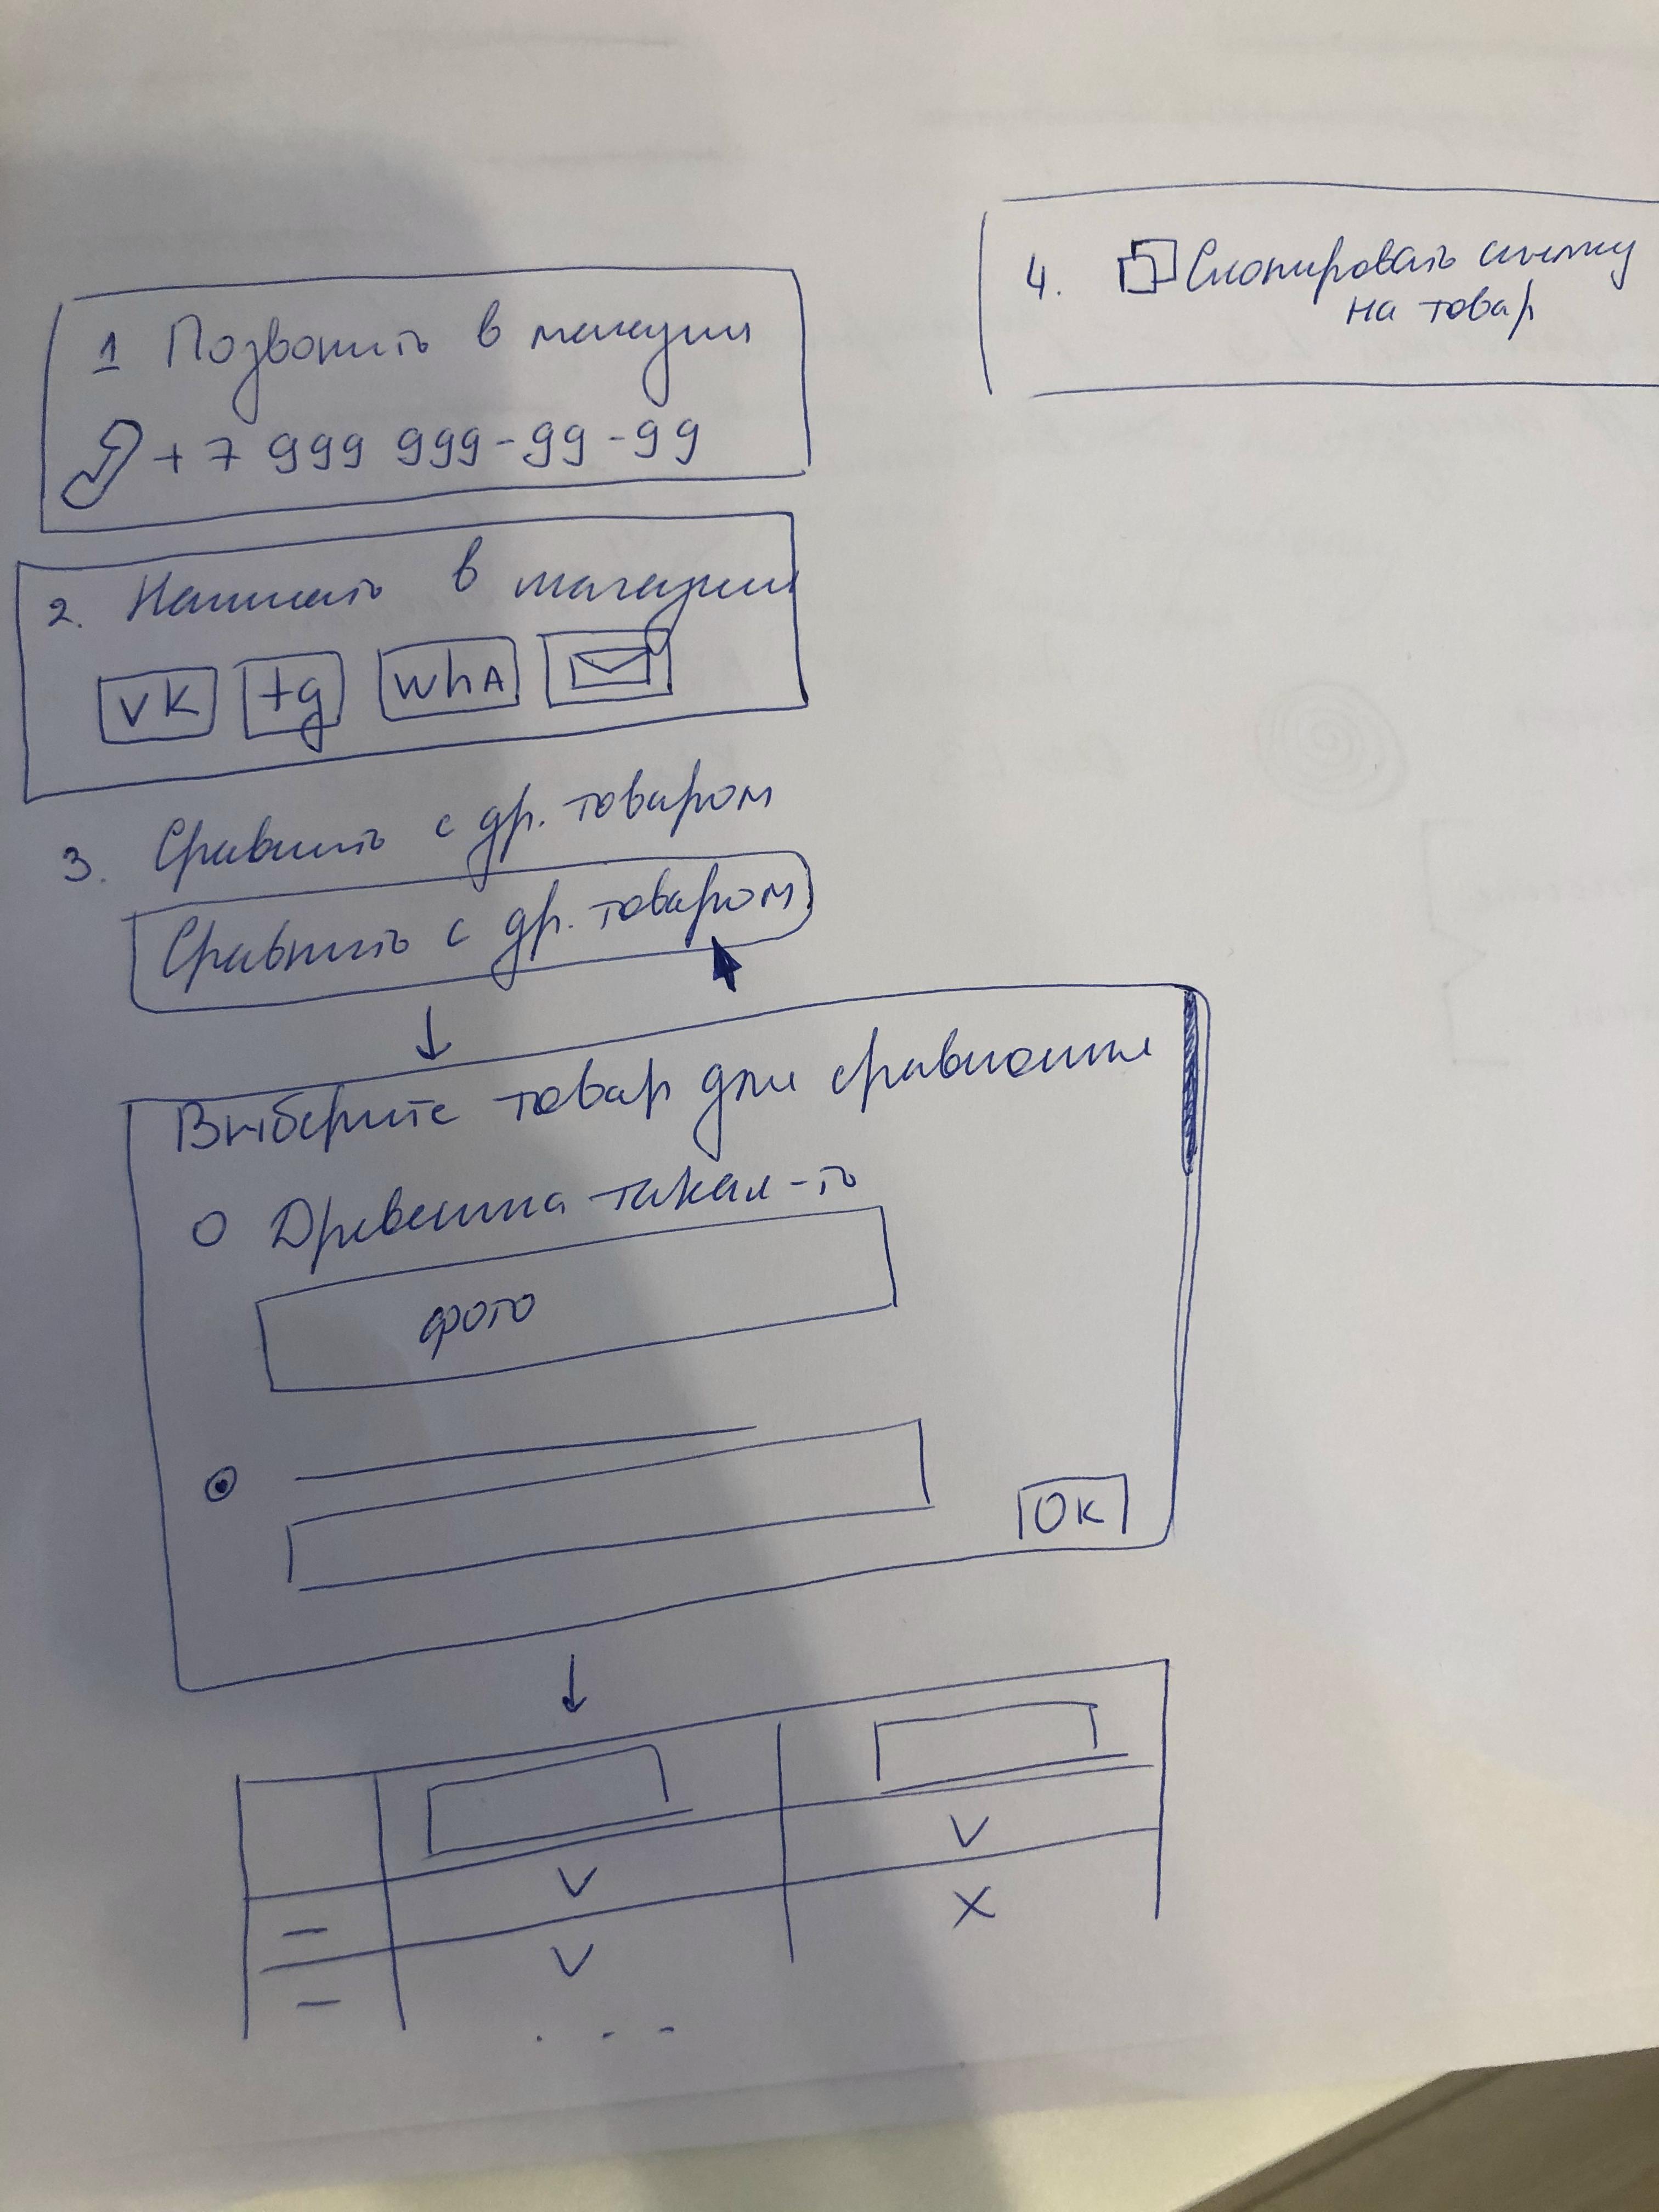 1 Позвонить в магазин
+7 999 999-99-99
2. Написать в магазин
vk tg WhA
3. Сравнить с др. товаром
Сравнить с др. товаром
Выберите товар для сравнения
Древесина такая-то
фото
OK
4. Скопировать ссылку
на товар